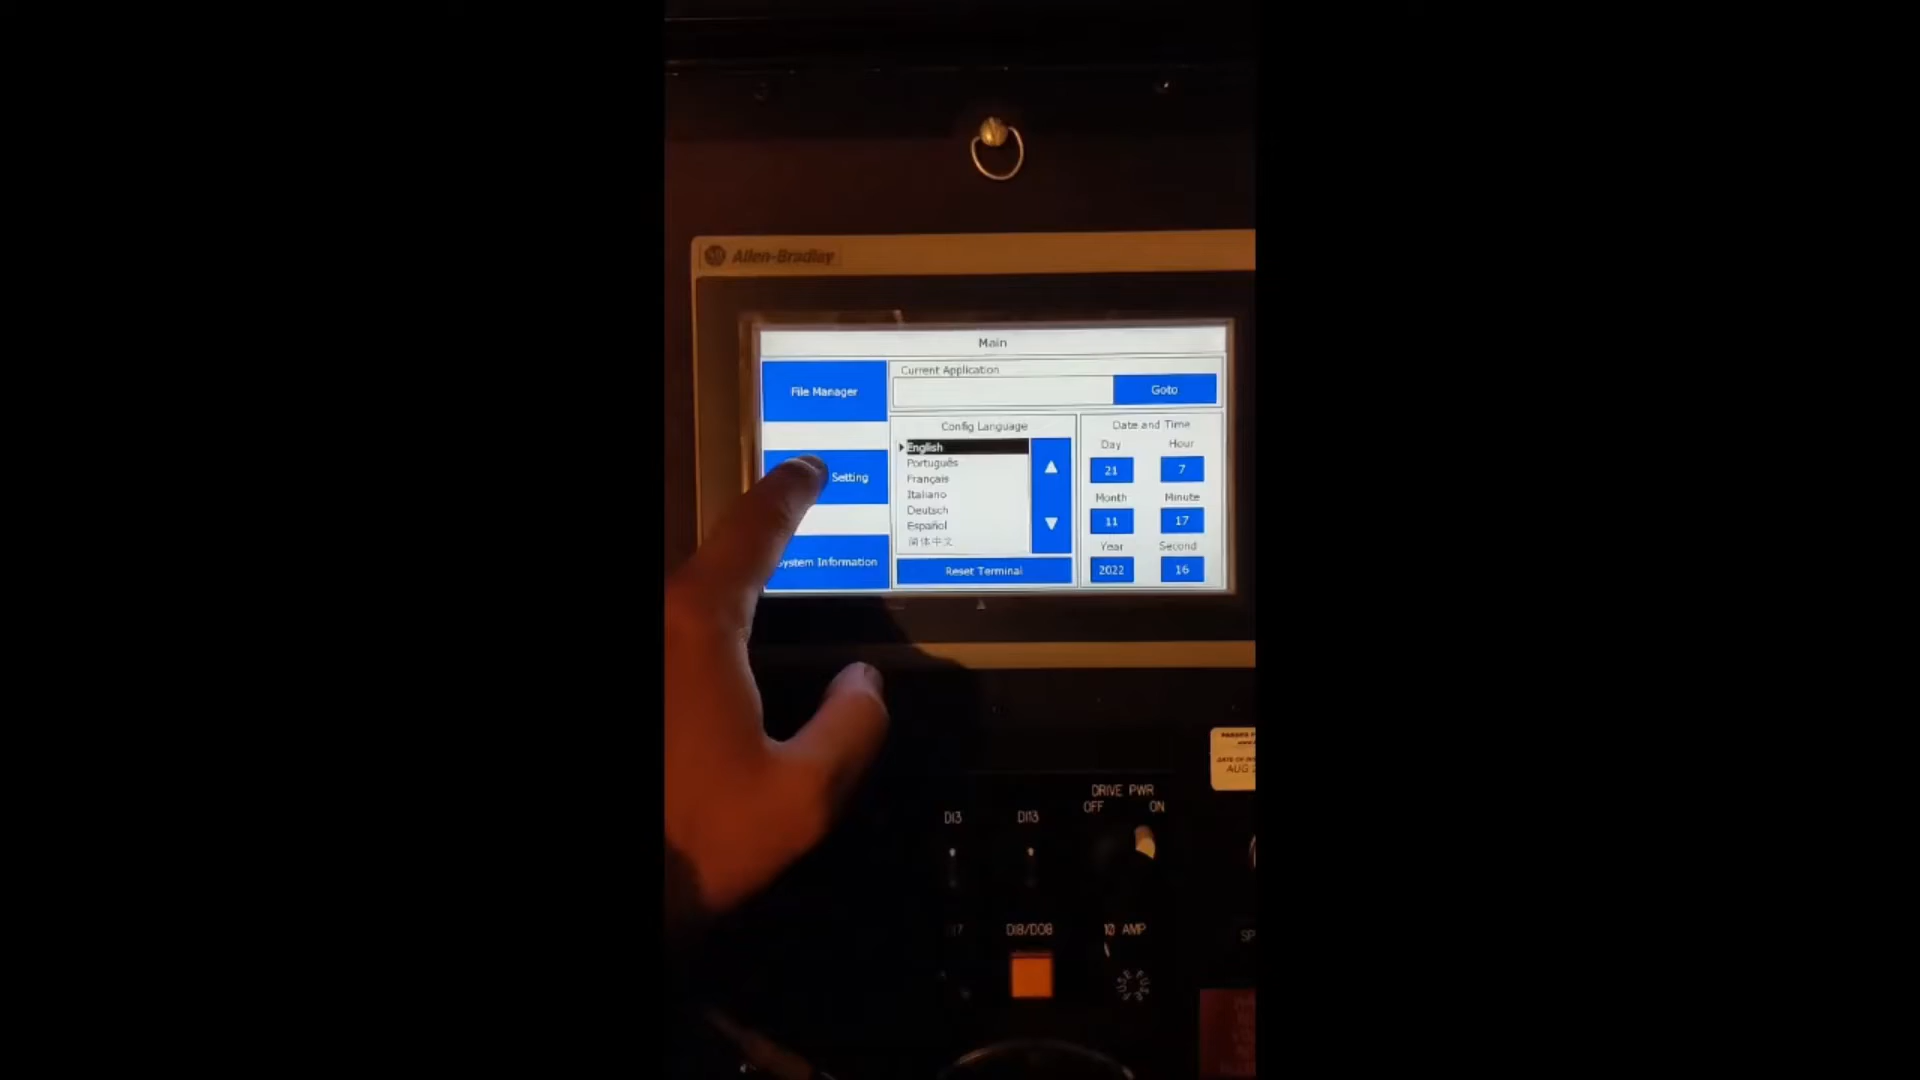 Allen-Bradley
Main
File Manager
Current Application
Goto
Setting
System Information
Config Language
English
Português
Français
Italiano
Deutsch
Español
简体中文
Reset Terminal
Date and Time
Day
Hour
21
7
Month
Minute
11
17
Year
Second
2022
16
AUG
DRIVE PWR
OFF
ON
DI3
DI13
DI8/DO8
10 AMP
SP